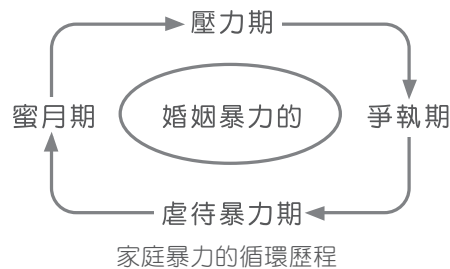 壓力期
蜜月期
婚姻暴力的
爭執期
虐待暴力期
家庭暴力的循環歷程